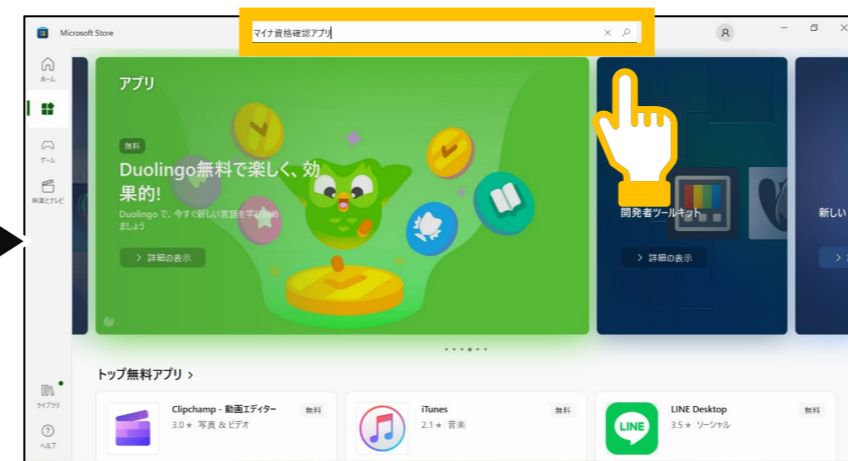 Microsoft Store
マイナ資格確認アプリ
ホーム
ゲーム
映画とテレビ
ライブラリ
ヘルプ
アプリ
無料
Duolingo無料で楽しく、効
果的!
Duolingo で、今すぐ新しい言語を学び始め
ましょう
詳細の表示
開発者ツールキット
詳細の表示
新しい
トップ無料アプリ >
Clipchamp - 動画エディター
無料
3.0★ 写真 & ビデオ
iTunes
無料
2.1★ 音楽
LINE
LINE Desktop
無料
3.5★ ソーシャル